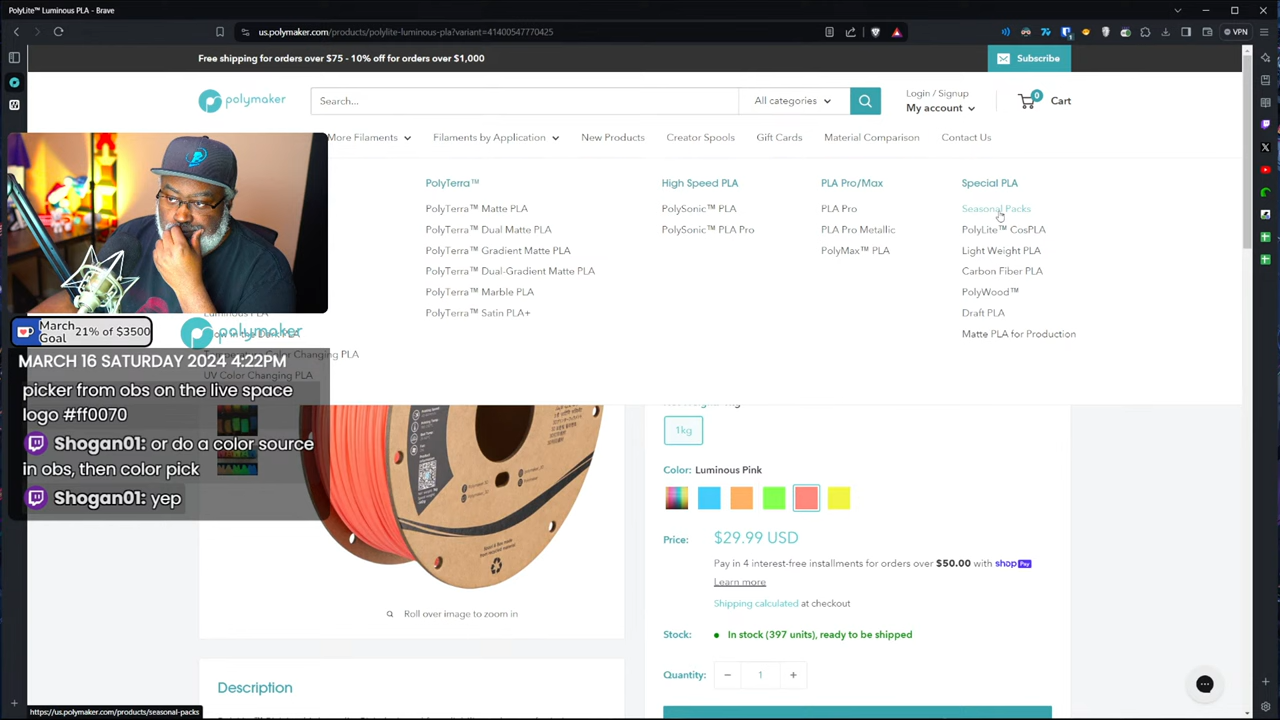 PolyLite™ Luminous PLA - Brave
us.polymaker.com/products/polylite-luminous-pla?variant=41400547770425
VPN
Free shipping for orders over $75 - 10% off for orders over $1,000
Subscribe
polymaker
Search...
All categories
Login / Signup
My account
0
Cart
More Filaments
Filaments by Application
New Products
Creator Spools
Gift Cards
Material Comparison
Contact Us
PolyTerra™
PolyTerra™ Matte PLA
PolyTerra™ Dual Matte PLA
PolyTerra™ Gradient Matte PLA
PolyTerra™ Dual-Gradient Matte PLA
PolyTerra™ Marble PLA
PolyTerra™ Satin PLA+
High Speed PLA
PolySonic™ PLA
PolySonic™ PLA Pro
PLA Pro/Max
PLA Pro
PLA Pro Metallic
PolyMax™ PLA
Special PLA
Seasonal Packs
PolyLite™ CosPLA
Light Weight PLA
Carbon Fiber PLA
PolyWood™
Draft PLA
Matte PLA for Production
Luminous PLA
Color Changing PLA
UV Color Changing PLA
March
Goal
21% of $3500
polymaker
MARCH 16 SATURDAY 2024 4:22PM
picker from obs on the live space
logo #ff0070
Shogan01: or do a color source
in obs, then color pick
Shogan01: yep
1kg
Color: Luminous Pink
Price: $29.99 USD
Pay in 4 interest-free installments for orders over $50.00 with shop Pay
Learn more
Shipping calculated at checkout
Stock: In stock (397 units), ready to be shipped
Quantity: − 1 +
Roll over image to zoom in
Description
https://us.polymaker.com/products/seasonal-packs